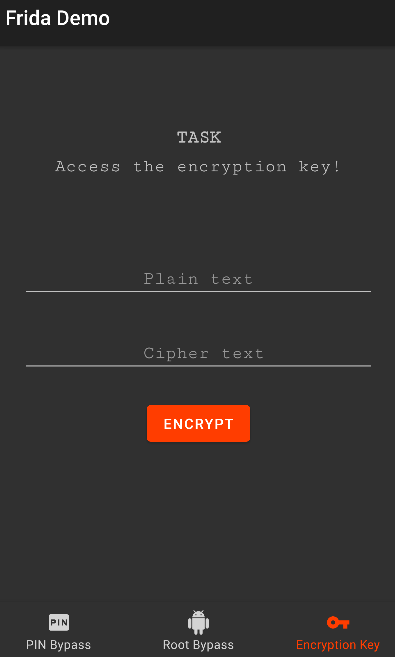 Frida Demo
TASK
Access the encryption key!
Plain text
Cipher text
ENCRYPT
PIN
PIN Bypass
Root Bypass
Encryption Key